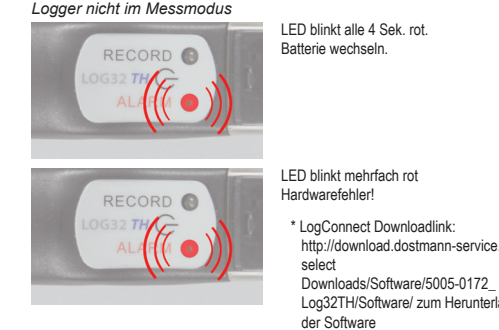 Logger nicht im Messmodus
LED blinkt alle 4 Sek. rot.
Batterie wechseln.
RECORD
LOG32 TH
ALARM
LED blinkt mehrfach rot
Hardwarefehler!
RECORD
LOG32 TH
* LogConnect Downloadlink:
http://download.dostmann-service.
select
Downloads/Software/5005-0172_
Log32TH/Software/ zum
der Software